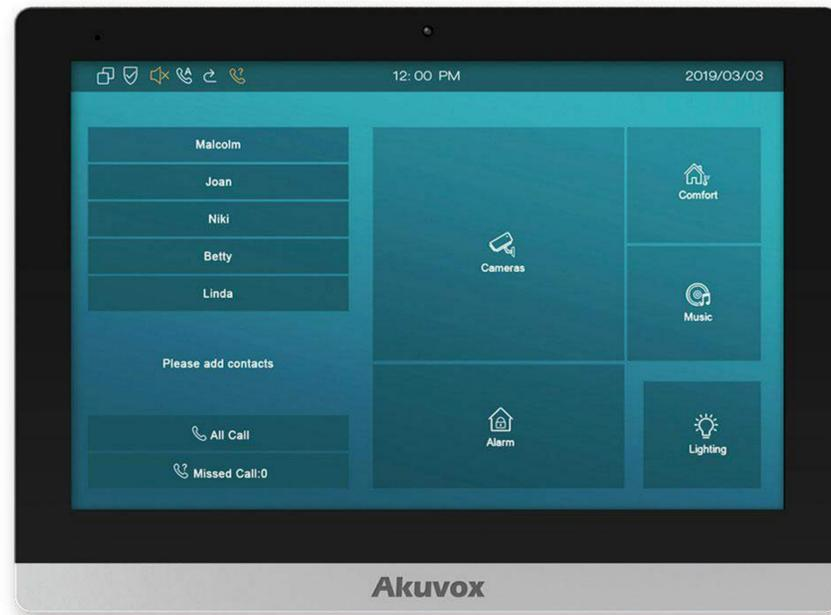 12:00 PM
2019/03/03
Malcolm
Joan
Niki
Betty
Linda
Please add contacts
All Call
Missed Call:0
Cameras
Alarm
Comfort
Music
Lighting
Akuvox